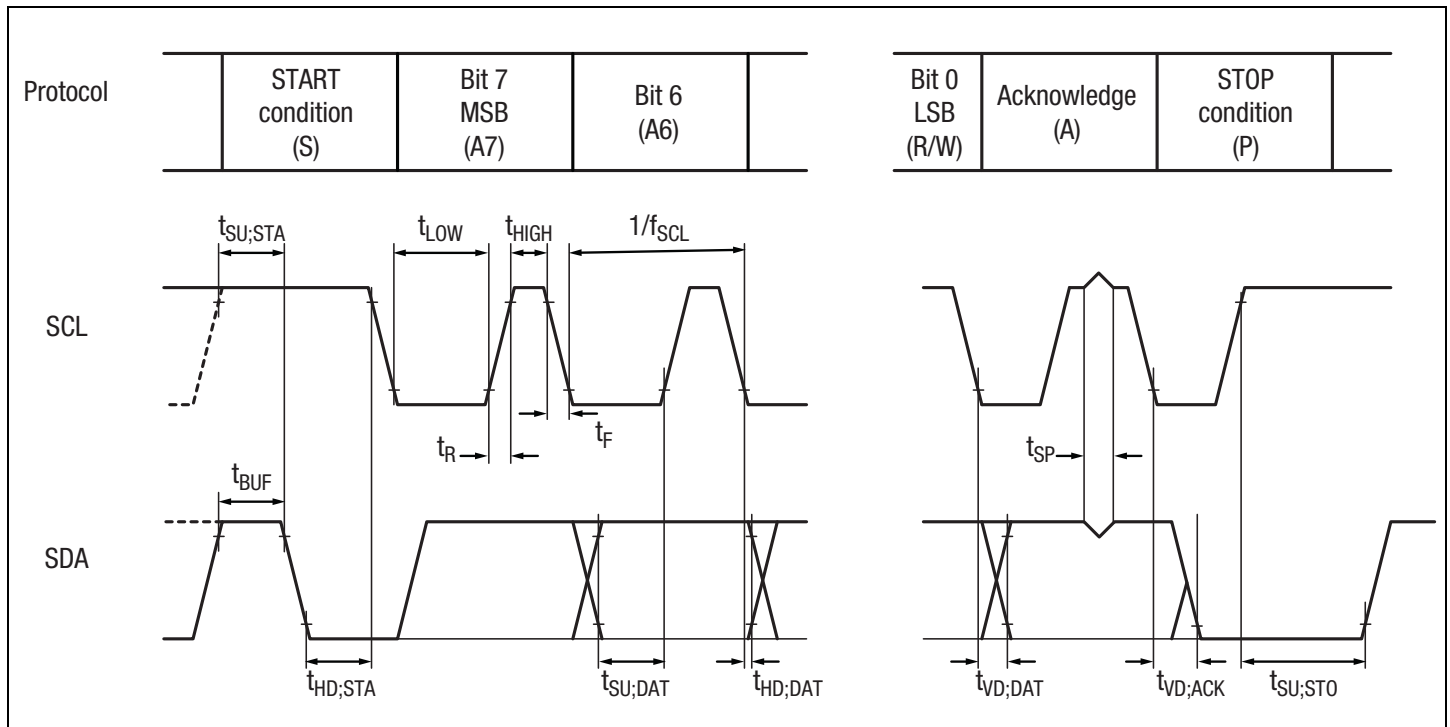 Protocol
START
condition
(S)
Bit 7
MSB
(A7)
Bit 6
(A6)
Bit 0
LSB
(R/W)
Acknowledge
(A)
STOP
condition
(P)
tSU;STA
tLOW
tHIGH
1/fSCL
SCL
tR
tF
tSP
tBUF
SDA
tHD;STA
tSU;DAT
tHD;DAT
tVD;DAT
tVD;ACK
tSU;STO